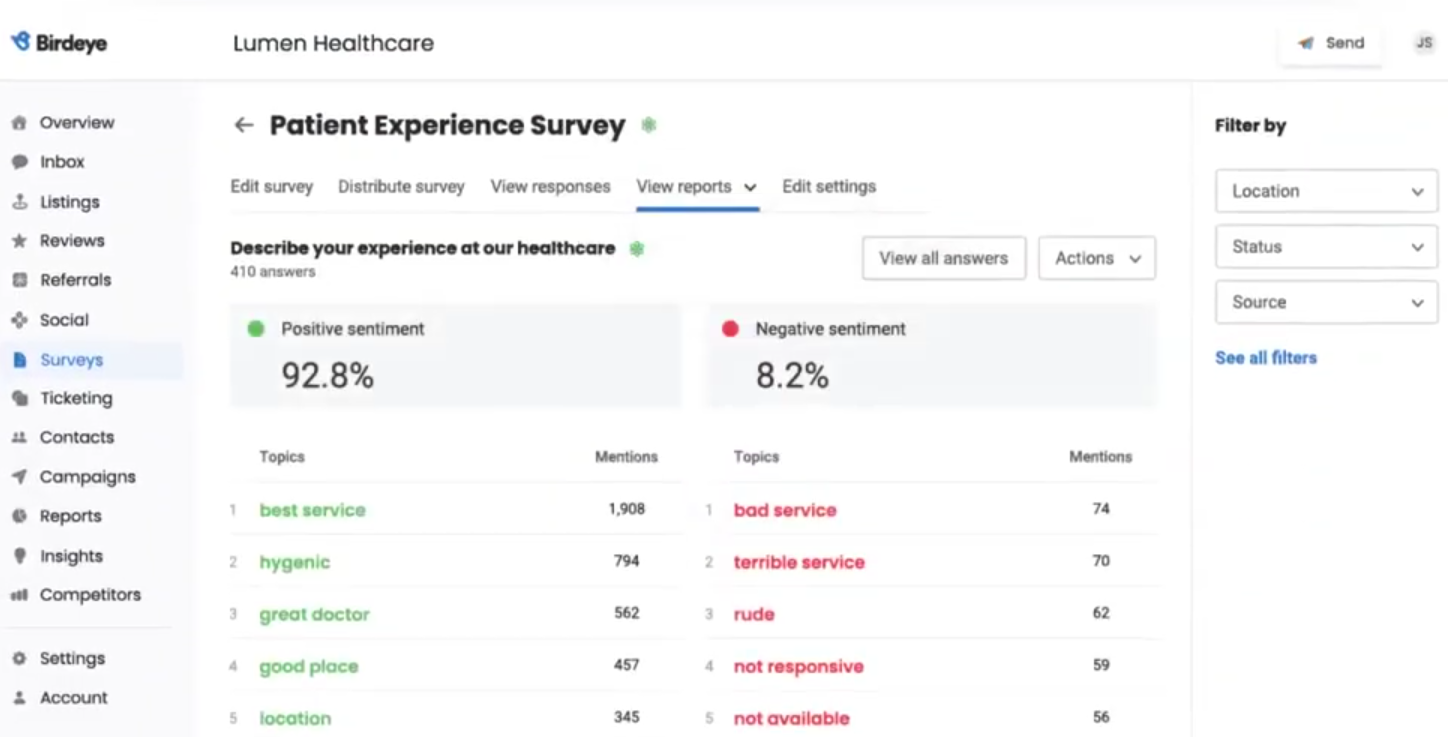 Birdeye
Lumen Healthcare
Send
JS
Overview
Inbox
Listings
Reviews
Referrals
Social
Surveys
Ticketing
Contacts
Campaigns
Reports
Insights
Competitors
Settings
Account
Patient Experience Survey
Edit survey Distribute survey View responses View reports Edit settings
Describe your experience at our healthcare
410 answers
View all answers
Actions
Positive sentiment
92.8%
Negative sentiment
8.2%
Topics Mentions
1 best service 1,908
2 hygenic 794
3 great doctor 562
4 good place 457
5 location 345
Topics Mentions
1 bad service 74
2 terrible service 70
3 rude 62
4 not responsive 59
5 not available 56
Filter by
Location
Status
Source
See all filters